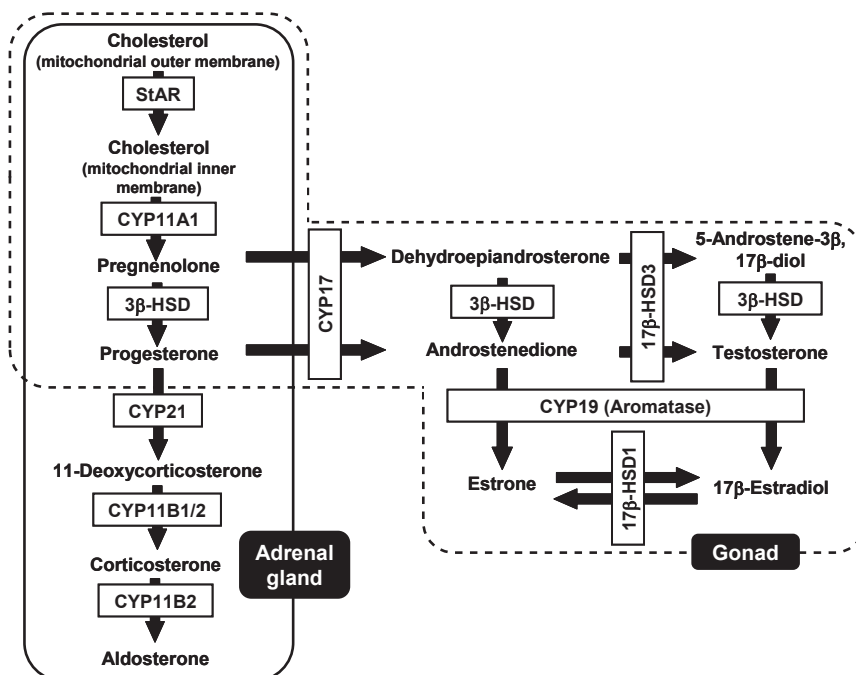 Cholesterol
(mitochondrial outer membrane)
StAR
Cholesterol
(mitochondrial inner
membrane)
CYP11A1
Pregnenolone
3β-HSD
Progesterone
CYP21
11-Deoxycorticosterone
CYP11B1/2
Corticosterone
CYP11B2
Aldosterone
Adrenal
gland
CYP17
Dehydroepiandrosterone
3β-HSD
Androstenedione
17β-HSD3
5-Androstene-3β,
17β-diol
3β-HSD
Testosterone
CYP19 (Aromatase)
Estrone
17β-HSD1
17β-Estradiol
Gonad